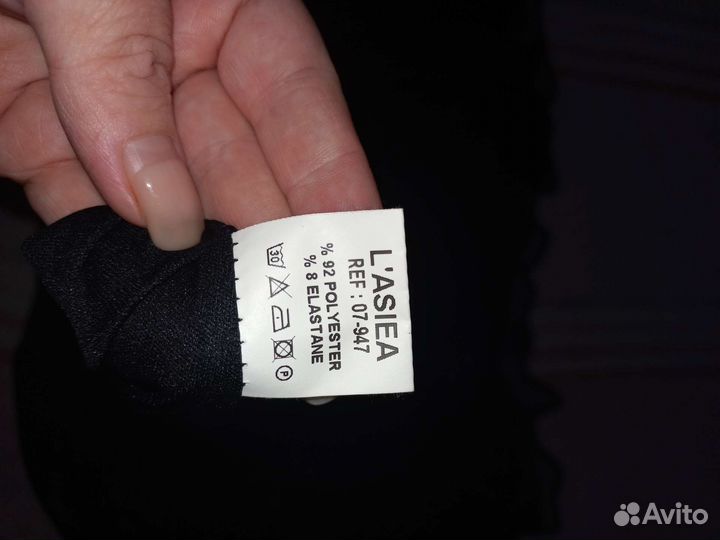 L'ASIEA
REF : 07-947
% 92 POLYESTER
% 8 ELASTANE
30
P
Avito